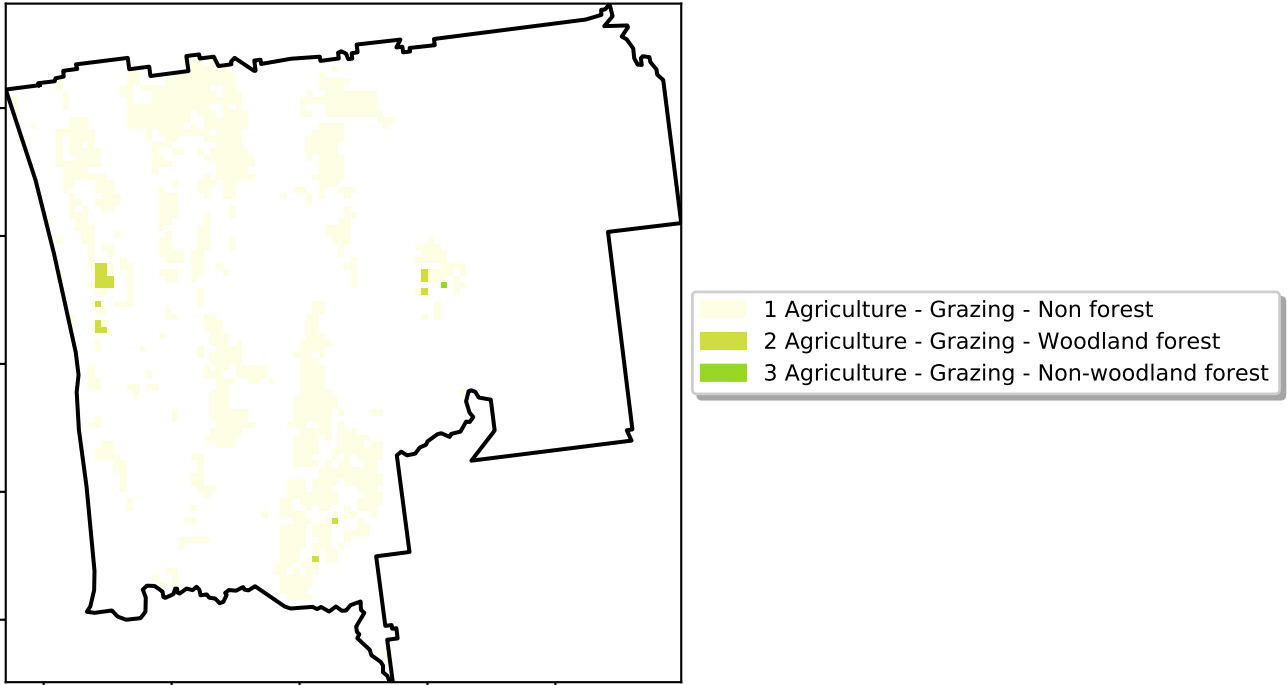 1 Agriculture - Grazing - Non forest
2 Agriculture - Grazing - Woodland forest
3 Agriculture - Grazing - Non-woodland forest